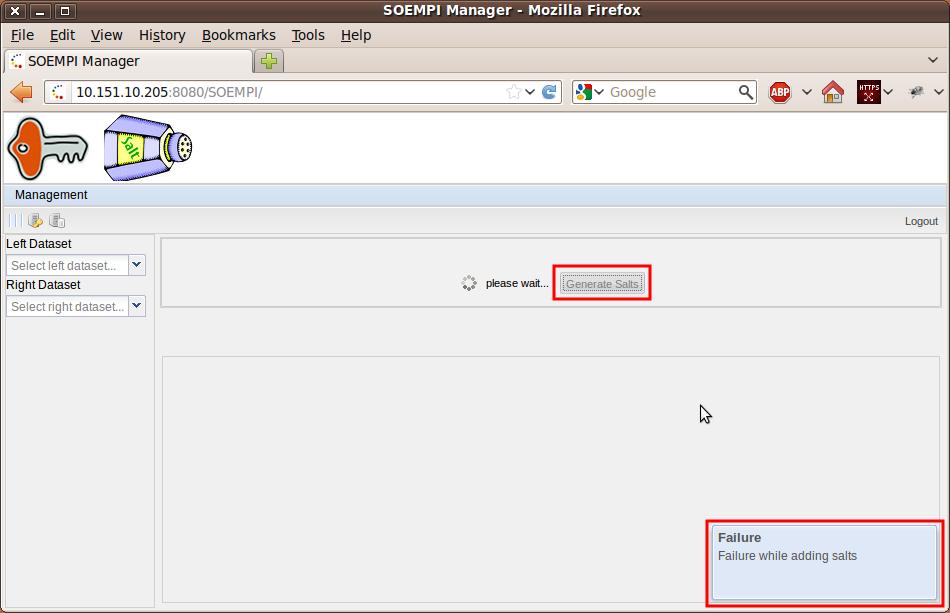 SOEMPI Manager - Mozilla Firefox
File Edit View History Bookmarks Tools Help
SOEMPI Manager
10.151.10.205:8080/SOEMPI/
Google
ABP
HTTPS
Salt
Management
Logout
Left Dataset
Select left dataset...
Right Dataset
Select right dataset...
please wait...
Generate Salts
Failure
Failure while adding salts